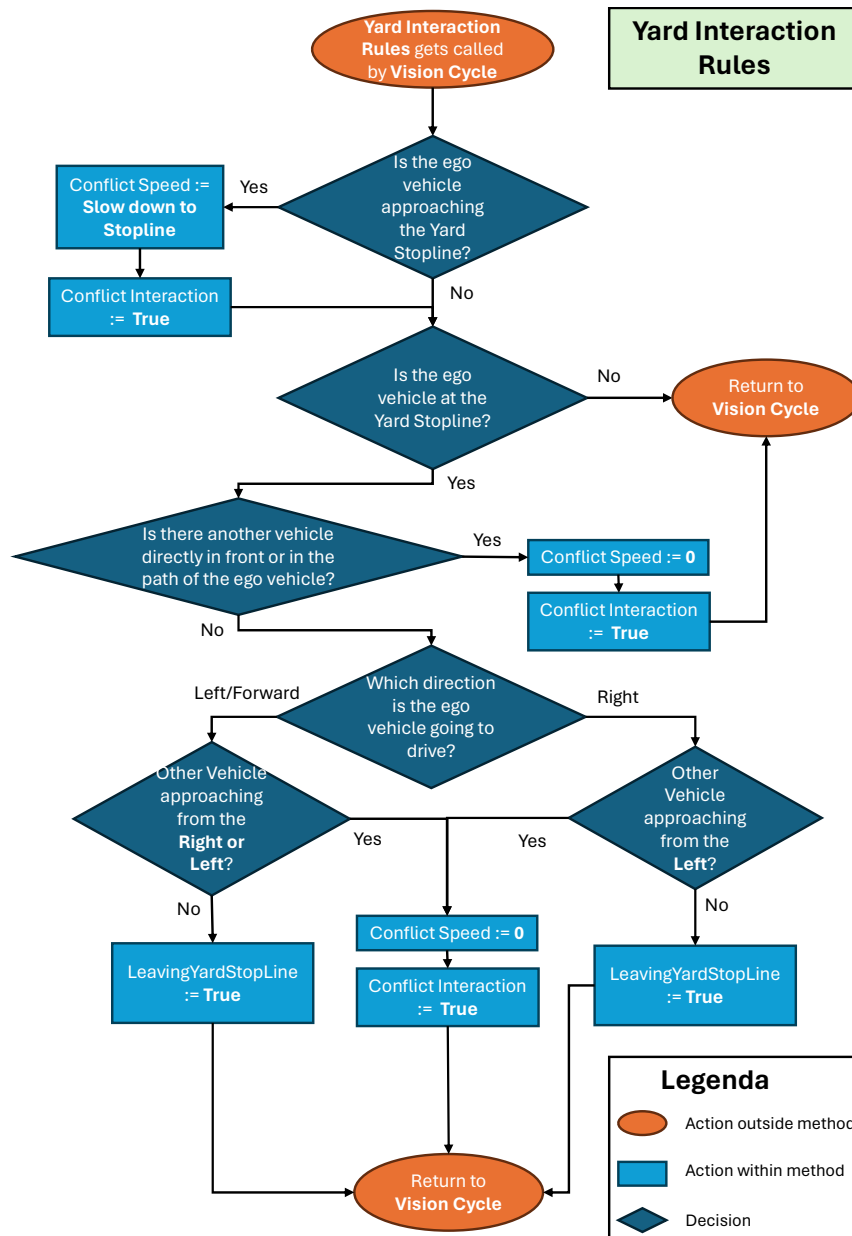 Yard Interaction
Rules gets called
by Vision Cycle
Yard Interaction
Rules
Is the ego
vehicle
approaching
the Yard
Stopline?
Yes
Conflict Speed :=
Slow down to
Stopline
Conflict Interaction
:= True
No
Is the ego
vehicle at the
Yard Stopline?
No
Return to
Vision Cycle
Yes
Is there another vehicle
directly in front or in the
path of the ego vehicle?
Yes
Conflict Speed := 0
Conflict Interaction
:= True
No
Which direction
is the ego
vehicle going to
drive?
Left/Forward
Right
Other Vehicle
approaching
from the
Right or
Left?
Yes
Other
Vehicle
approaching
from the
Left?
Yes
No
No
LeavingYardStopLine
:= True
Conflict Speed := 0
Conflict Interaction
:= True
LeavingYardStopLine
:= True
Return to
Vision Cycle
Legenda
Action outside method
Action within method
Decision